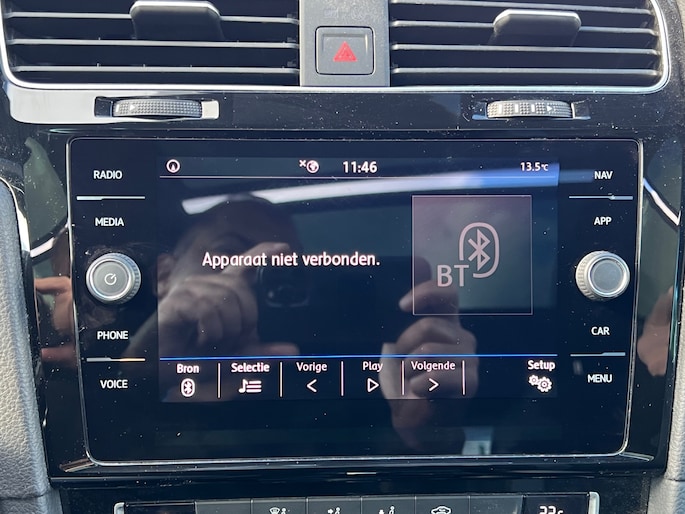 RADIO
MEDIA
PHONE
VOICE
11:46
13.5°C
Apparaat niet verbonden.
BT
Bron
Selectie
Vorige
Play
Volgende
Setup
NAV
APP
CAR
MENU